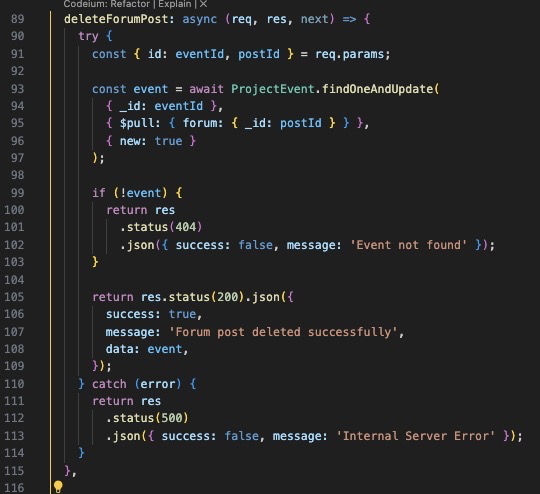 Codeium: Refactor | Explain | ×
89 deleteForumPost: async (req, res, next) => {
90 try {
91 const { id: eventId, postId } = req.params;
92
93 const event = await ProjectEvent.findOneAndUpdate(
94 { _id: eventId },
95 { $pull: { forum: { _id: postId } } },
96 { new: true }
97 );
98
99 if (!event) {
100 return res
101 .status(404)
102 .json({ success: false, message: 'Event not found' });
103 }
104
105 return res.status(200).json({
106 success: true,
107 message: 'Forum post deleted successfully',
108 data: event,
109 });
110 } catch (error) {
111 return res
112 .status(500)
113 .json({ success: false, message: 'Internal Server Error' });
114 }
115 },
116